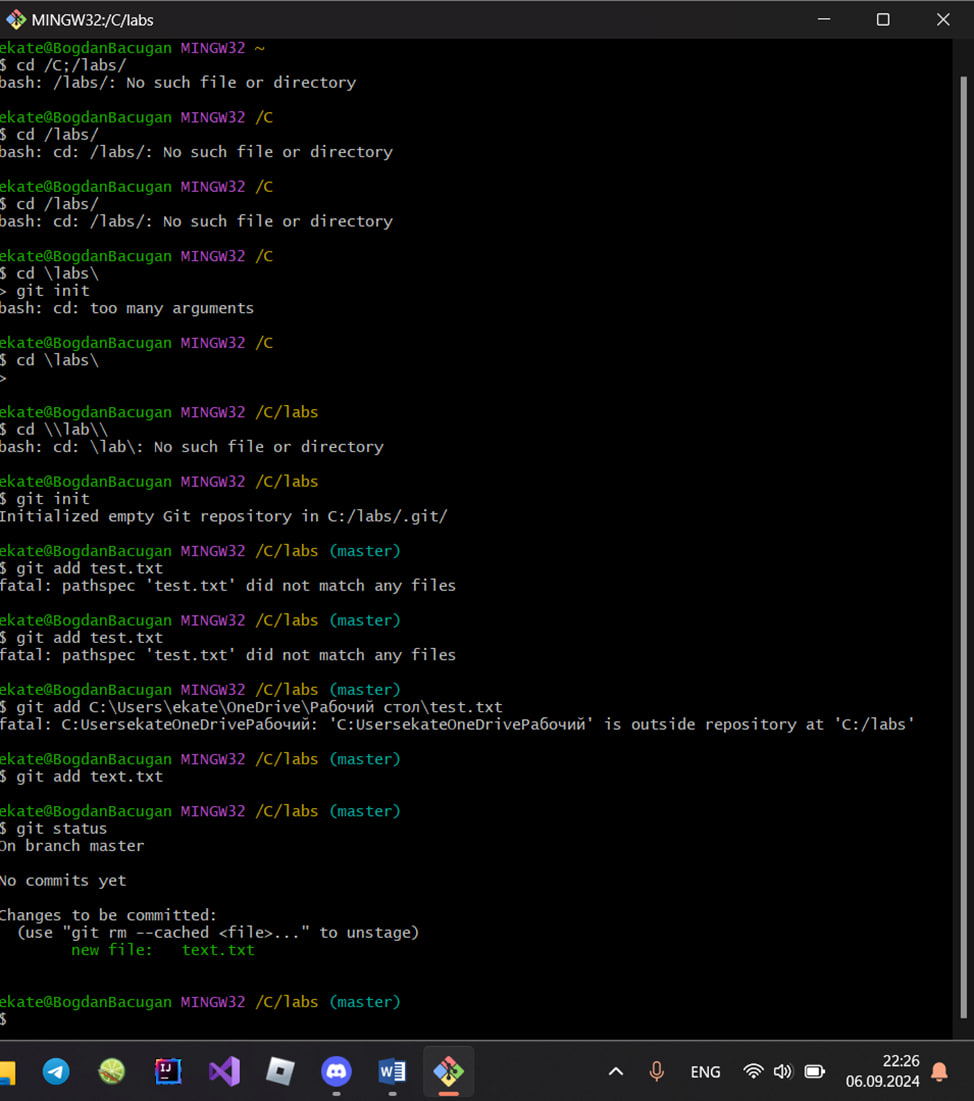 MINGW32:/C/labs
ekate@BogdanBacugan MINGW32 ~
$ cd /C;/labs/
bash: /labs/: No such file or directory
ekate@BogdanBacugan MINGW32 /C
$ cd /labs/
bash: cd: /labs/: No such file or directory
ekate@BogdanBacugan MINGW32 /C
$ cd /labs/
bash: cd: /labs/: No such file or directory
ekate@BogdanBacugan MINGW32 /C
$ cd \labs\
> git init
bash: cd: too many arguments
ekate@BogdanBacugan MINGW32 /C
$ cd \labs\
>
ekate@BogdanBacugan MINGW32 /C/labs
$ cd \\lab\\
bash: cd: \lab\: No such file or directory
ekate@BogdanBacugan MINGW32 /C/labs
$ git init
Initialized empty Git repository in C:/labs/.git/
ekate@BogdanBacugan MINGW32 /C/labs (master)
$ git add test.txt
fatal: pathspec 'test.txt' did not match any files
ekate@BogdanBacugan MINGW32 /C/labs (master)
$ git add test.txt
fatal: pathspec 'test.txt' did not match any files
ekate@BogdanBacugan MINGW32 /C/labs (master)
$ git add C:\Users\ekate\OneDrive\Рабочий стол\test.txt
fatal: C:UsersekateOneDriveРабочий: 'C:UsersekateOneDriveРабочий' is outside repository at 'C:/labs'
ekate@BogdanBacugan MINGW32 /C/labs (master)
$ git add text.txt
ekate@BogdanBacugan MINGW32 /C/labs (master)
$ git status
On branch master
No commits yet
Changes to be committed:
(use "git rm --cached <file>..." to unstage)
new file: text.txt
ekate@BogdanBacugan MINGW32 /C/labs (master)
$
IJ
W
ENG
22:26
06.09.2024